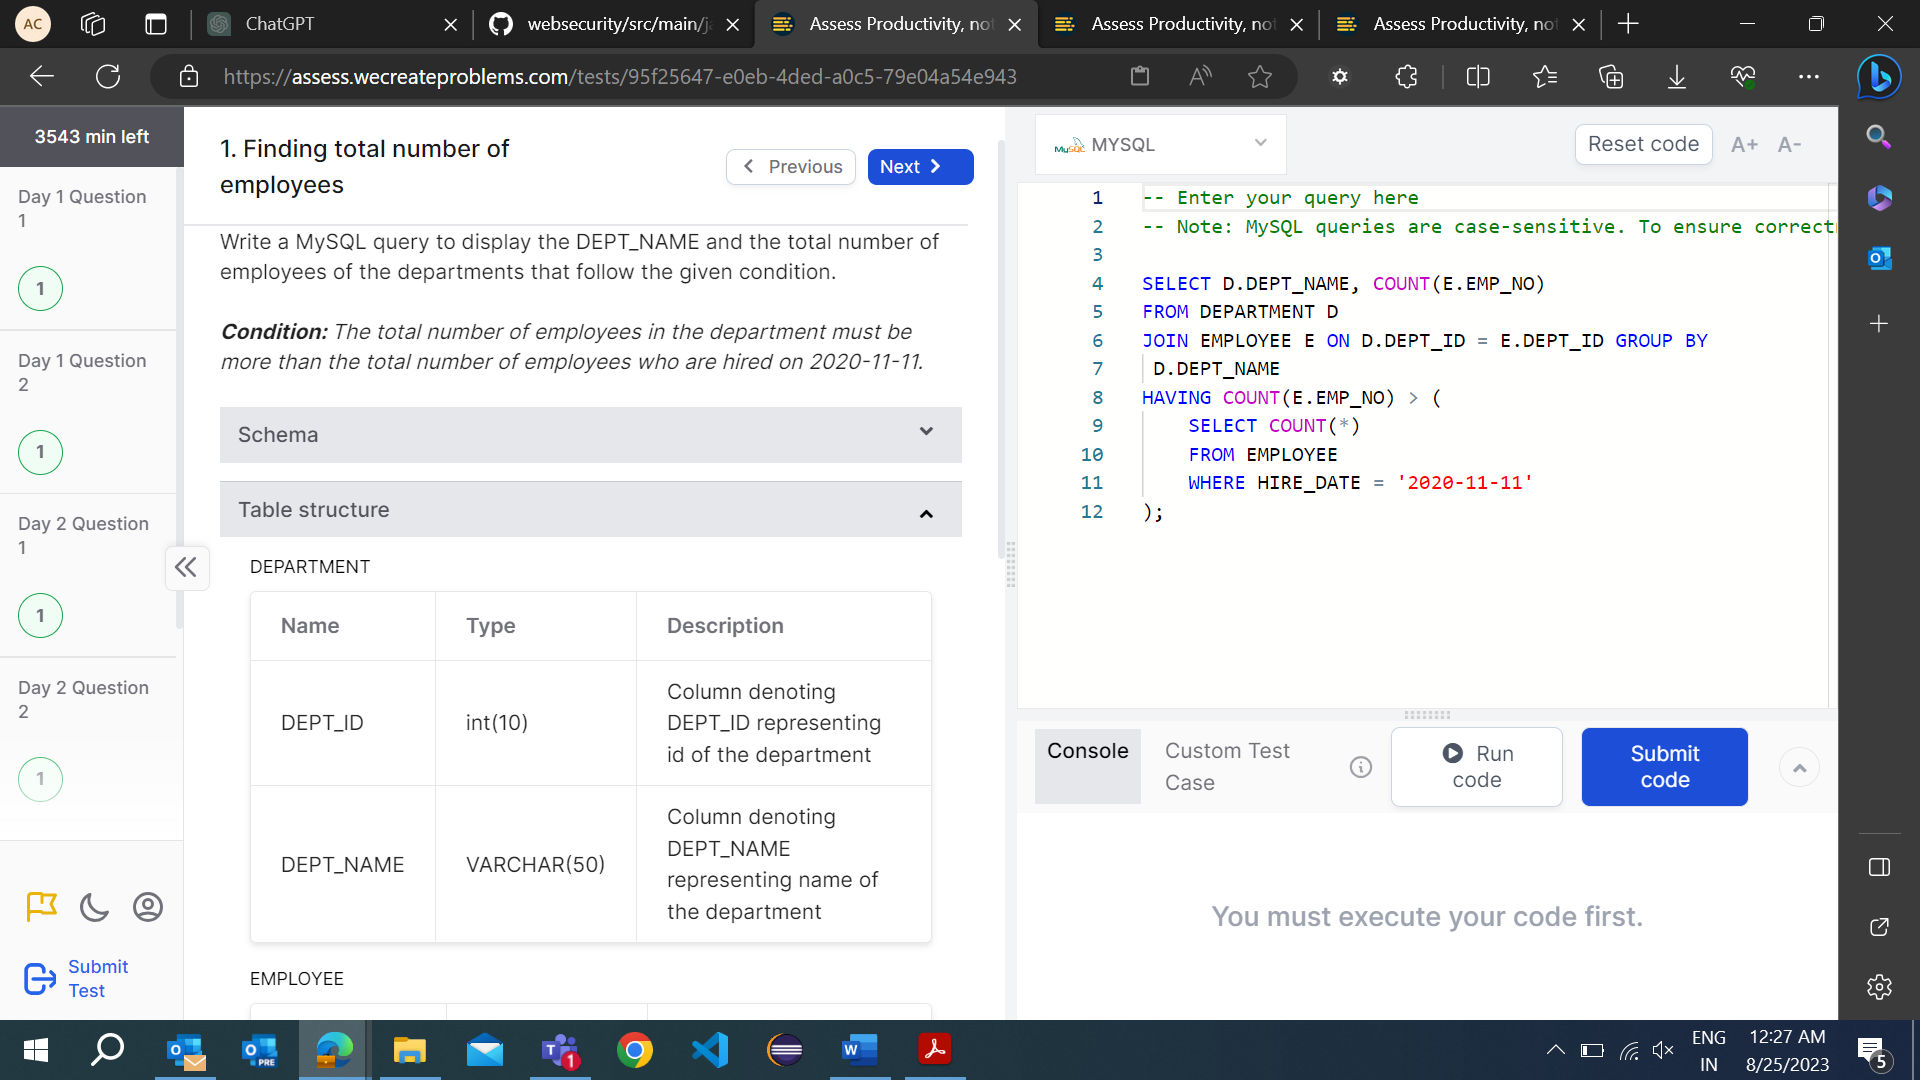 AC
ChatGPT
websecurity/src/main/ja
Assess Productivity, not
Assess Productivity, not
Assess Productivity, not
https://assess.wecreateproblems.com/tests/95f25647-e0eb-4ded-a0c5-79e04a54e943
3543 min left
Day 1 Question
1
1
Day 1 Question
2
1
Day 2 Question
1
1
Day 2 Question
2
1
Submit
Test
1. Finding total number of
employees
Previous
Next
Write a MySQL query to display the DEPT_NAME and the total number of
employees of the departments that follow the given condition.
Condition: The total number of employees in the department must be
more than the total number of employees who are hired on 2020-11-11.
Schema
Table structure
DEPARTMENT
Name Type Description
DEPT_ID int(10) Column denoting
DEPT_ID representing
id of the department
DEPT_NAME VARCHAR(50) Column denoting
DEPT_NAME
representing name of
the department
EMPLOYEE
MySQL MYSQL
Reset code
A+ A-
1 -- Enter your query here
2 -- Note: MySQL queries are case-sensitive. To ensure correctn
3
4 SELECT D.DEPT_NAME, COUNT(E.EMP_NO)
5 FROM DEPARTMENT D
6 JOIN EMPLOYEE E ON D.DEPT_ID = E.DEPT_ID GROUP BY
7 D.DEPT_NAME
8 HAVING COUNT(E.EMP_NO) > (
9 SELECT COUNT(*)
10 FROM EMPLOYEE
11 WHERE HIRE_DATE = '2020-11-11'
12 );
Console
Custom Test
Case
Run
code
Submit
code
You must execute your code first.
PRE
1
ENG
IN
12:27 AM
8/25/2023
5